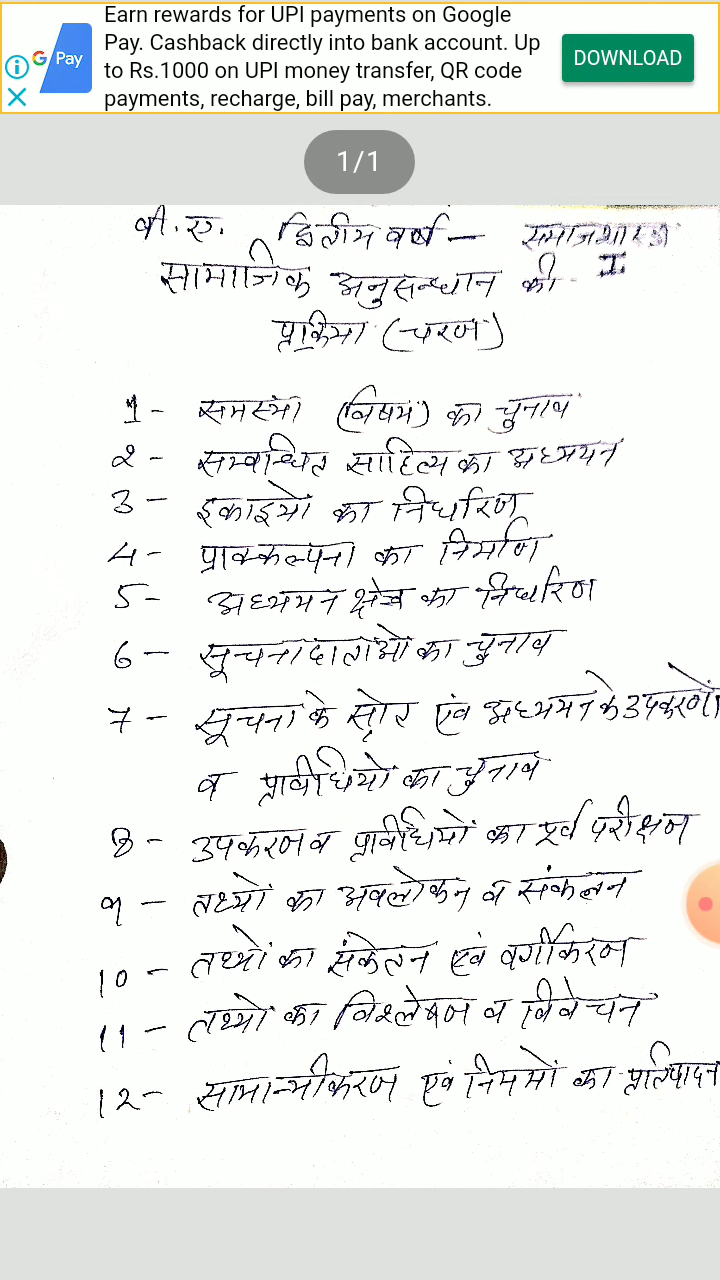 Earn rewards for UPI payments on Google
Pay. Cashback directly into bank account. Up
to Rs.1000 on UPI money transfer, QR code
payments, recharge, bill pay, merchants.
G Pay
DOWNLOAD
1/1
बी.ए. द्वितीय वर्ष — समाजशास्त्र
I
सामाजिक अनुसन्धान की
प्रक्रिया (चरण)
1- समस्या (विषय) का चुनाव
2- सम्बन्धित साहित्य का अध्ययन
3- इकाइयों का निर्धारण
4- प्राक्कल्पना का निर्माण
5- अध्ययन क्षेत्र का निर्धारण
6- सूचनादाताओं का चुनाव
7- सूचना के स्रोत एवं अध्ययन के उपकरणों
व प्रविधियों का चुनाव
8- उपकरण व प्रविधियों का पूर्व परीक्षण
९- तथ्यों का अवलोकन व संकलन
10- तथ्यों का संकेतन एवं वर्गीकरण
11- तथ्यों का विश्लेषण व विवेचन
12- सामान्यीकरण एवं नियमों का प्रतिपादन